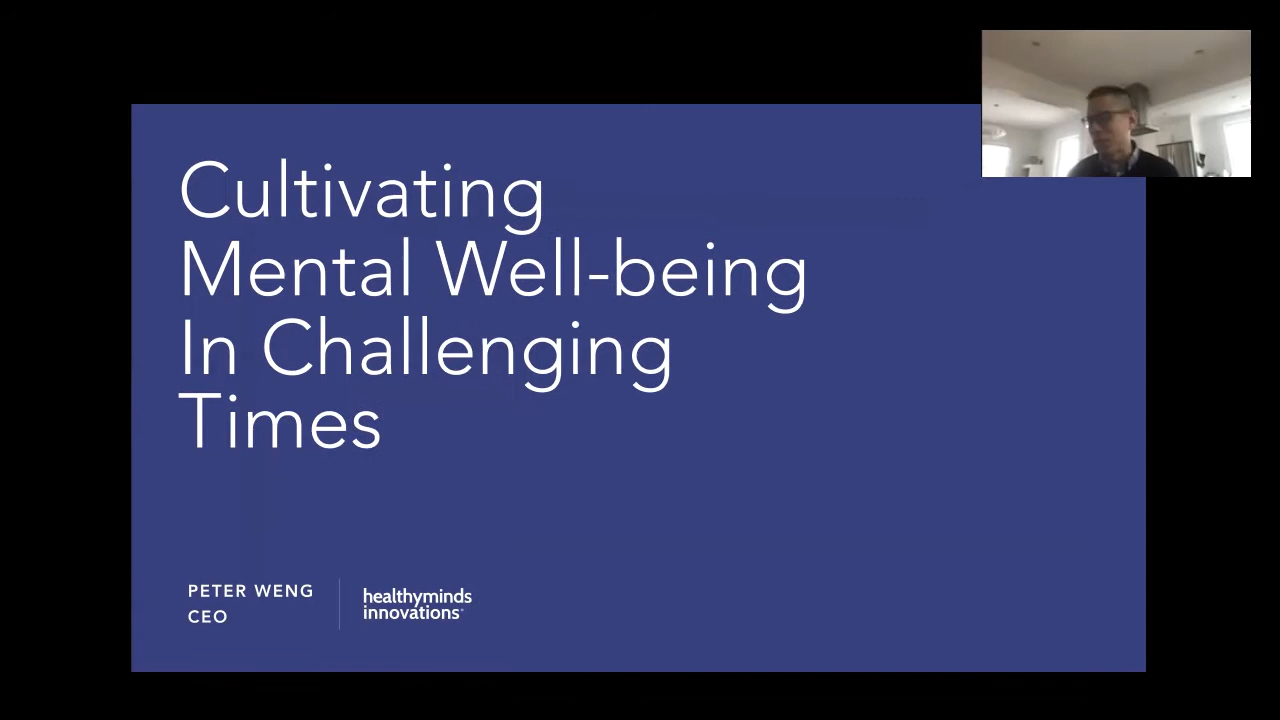 Cultivating
Mental Well-being
In Challenging
Times
PETER WENG
CEO
healthyminds
innovations